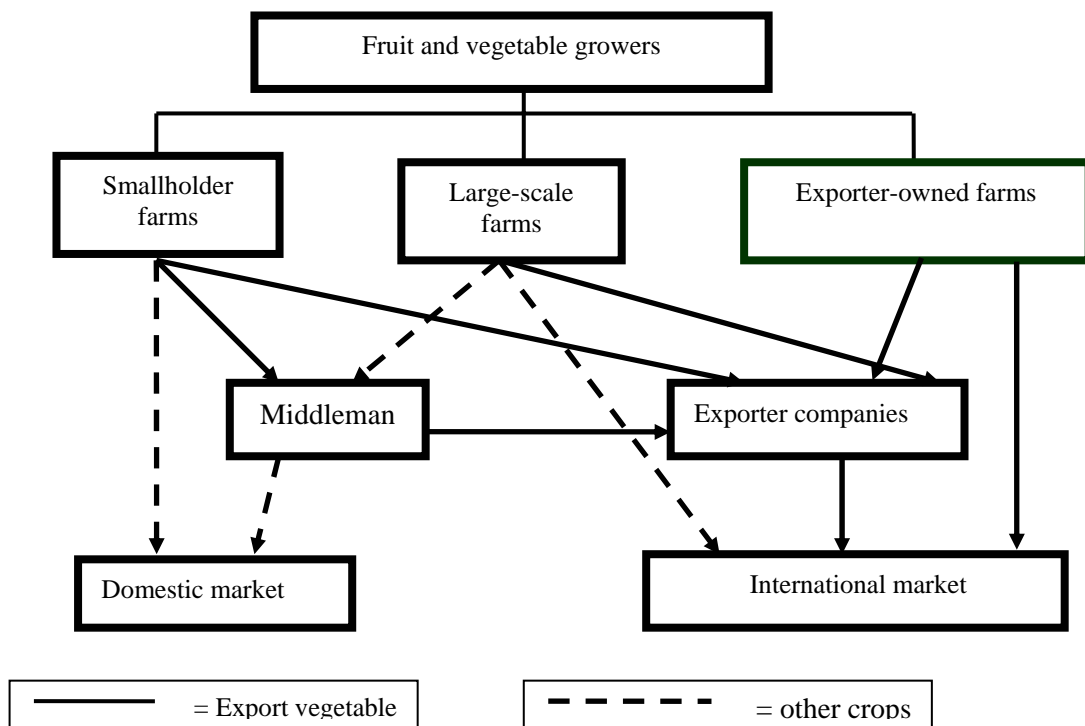 Fruit and vegetable growers
Smallholder
farms
Large-scale
farms
Exporter-owned farms
Middleman
Exporter companies
Domestic market
International market
= Export vegetable
= other crops